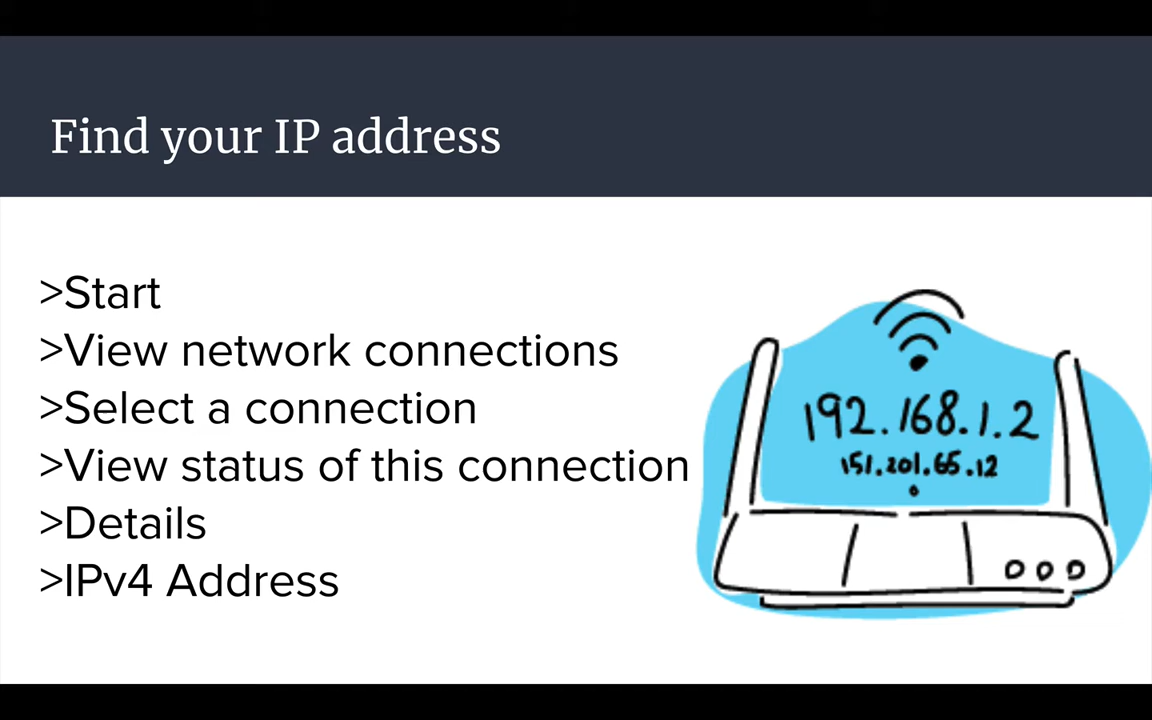 Find your IP address
>Start
>View network connections
>Select a connection
>View status of this connection
>Details
>IPv4 Address
192.168.1.2
151.201.65.12